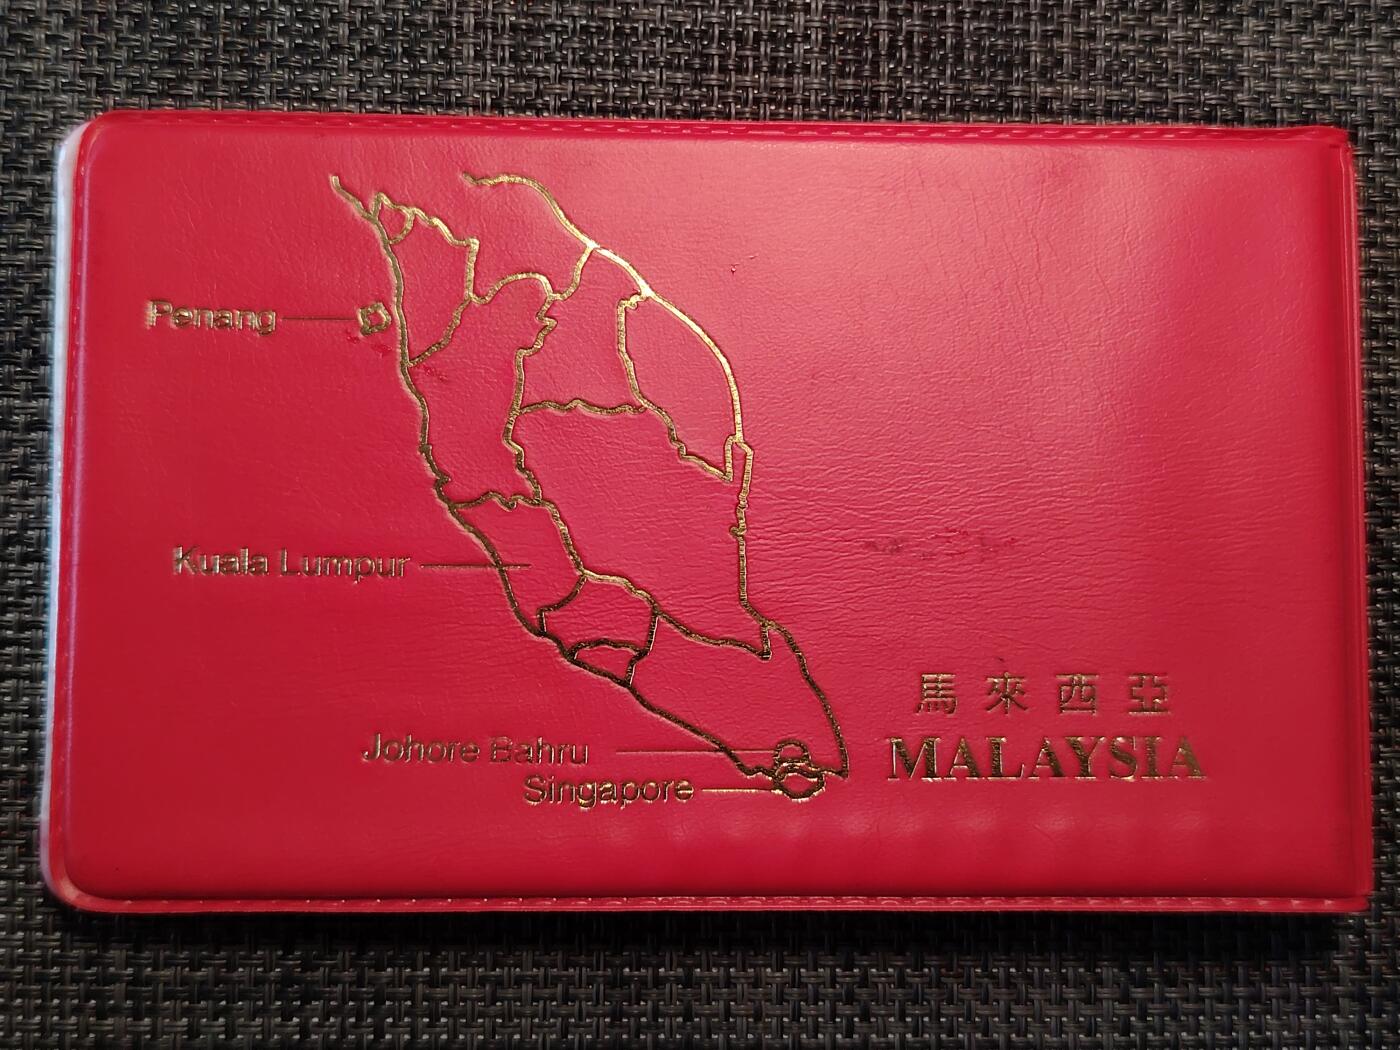 Penang
Kuala Lumpur
Johore Bahru
Singapore
馬來西亞
MALAYSIA